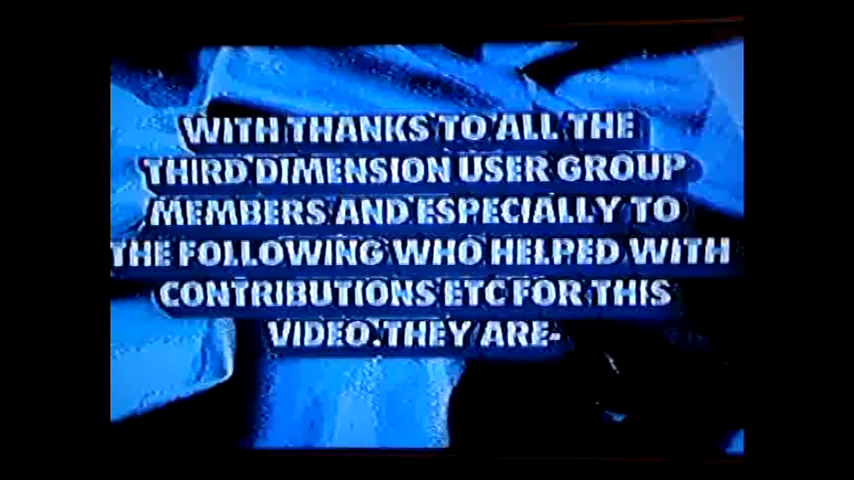 WITH THANKS TO ALL THE
THIRD DIMENSION USER GROUP
MEMBERS AND ESPECIALLY TO
THE FOLLOWING WHO HELPED WITH
CONTRIBUTIONS ETC FOR THIS
VIDEO.THEY ARE-